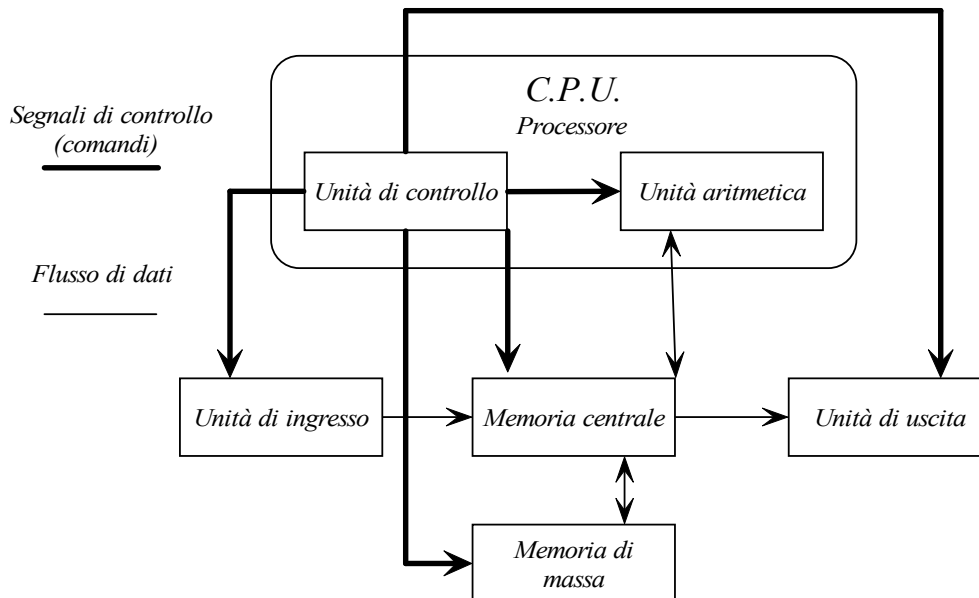 C.P.U.
Processore
Segnali di controllo
(comandi)
Unità di controllo
Unità aritmetica
Flusso di dati
Unità di ingresso
Memoria centrale
Unità di uscita
Memoria di
massa